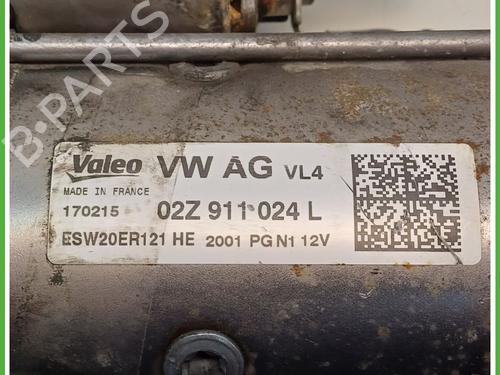 B-PARTS
Valeo VW AG VL4
MADE IN FRANCE
170215 02Z 911 024 L
ESW20ER121 HE 2001 PG N1 12V